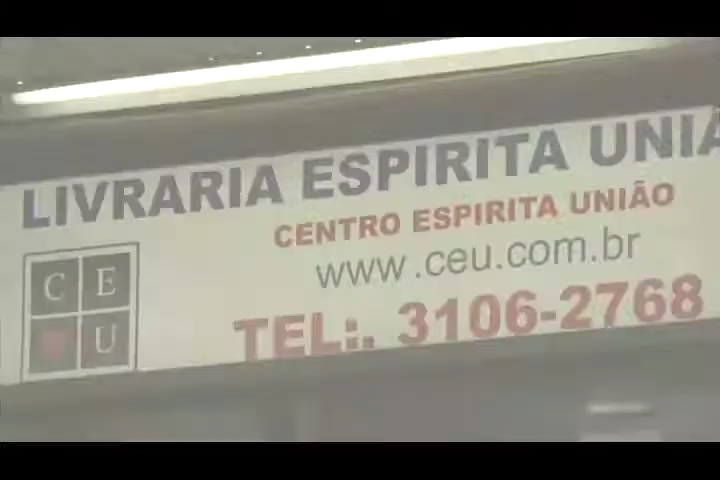 LIVRARIA ESPIRITA UNIÃ
CENTRO ESPIRITA UNIÃO
www.ceu.com.br
TEL:. 3106-2768
C E
U